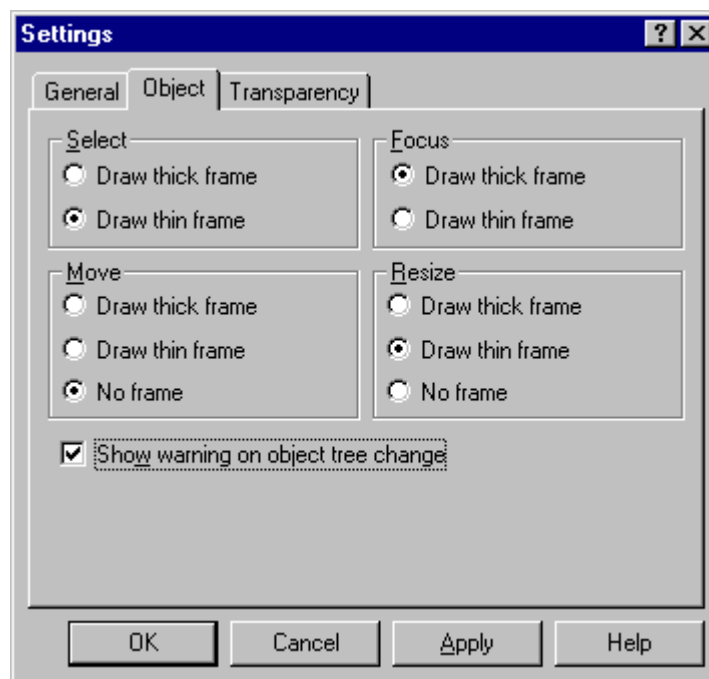 Settings
General Object Transparency
Select
Draw thick frame
Draw thin frame
Focus
Draw thick frame
Draw thin frame
Move
Draw thick frame
Draw thin frame
No frame
Resize
Draw thick frame
Draw thin frame
No frame
Show warning on object tree change
OK Cancel Apply Help